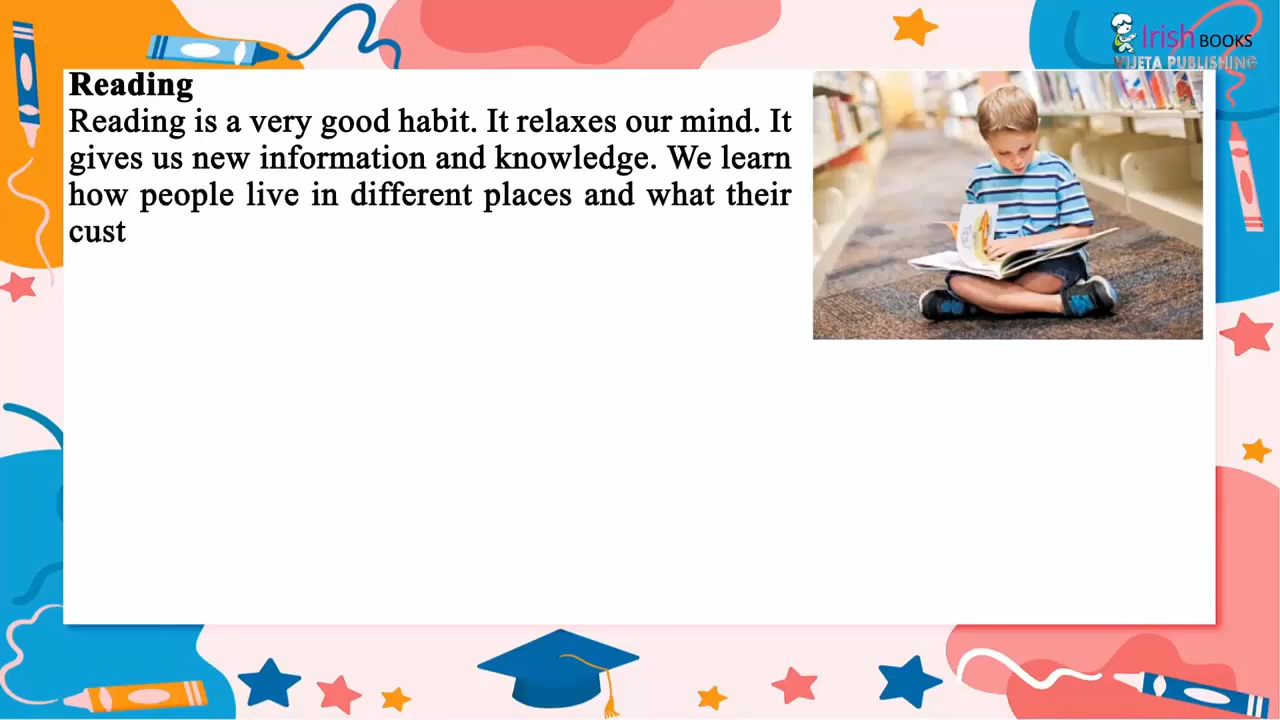 Irish BOOKS
VIJETA PUBLISHING
Reading
Reading is a very good habit. It relaxes our mind. It
gives us new information and knowledge. We learn
how people live in different places and what their
cust